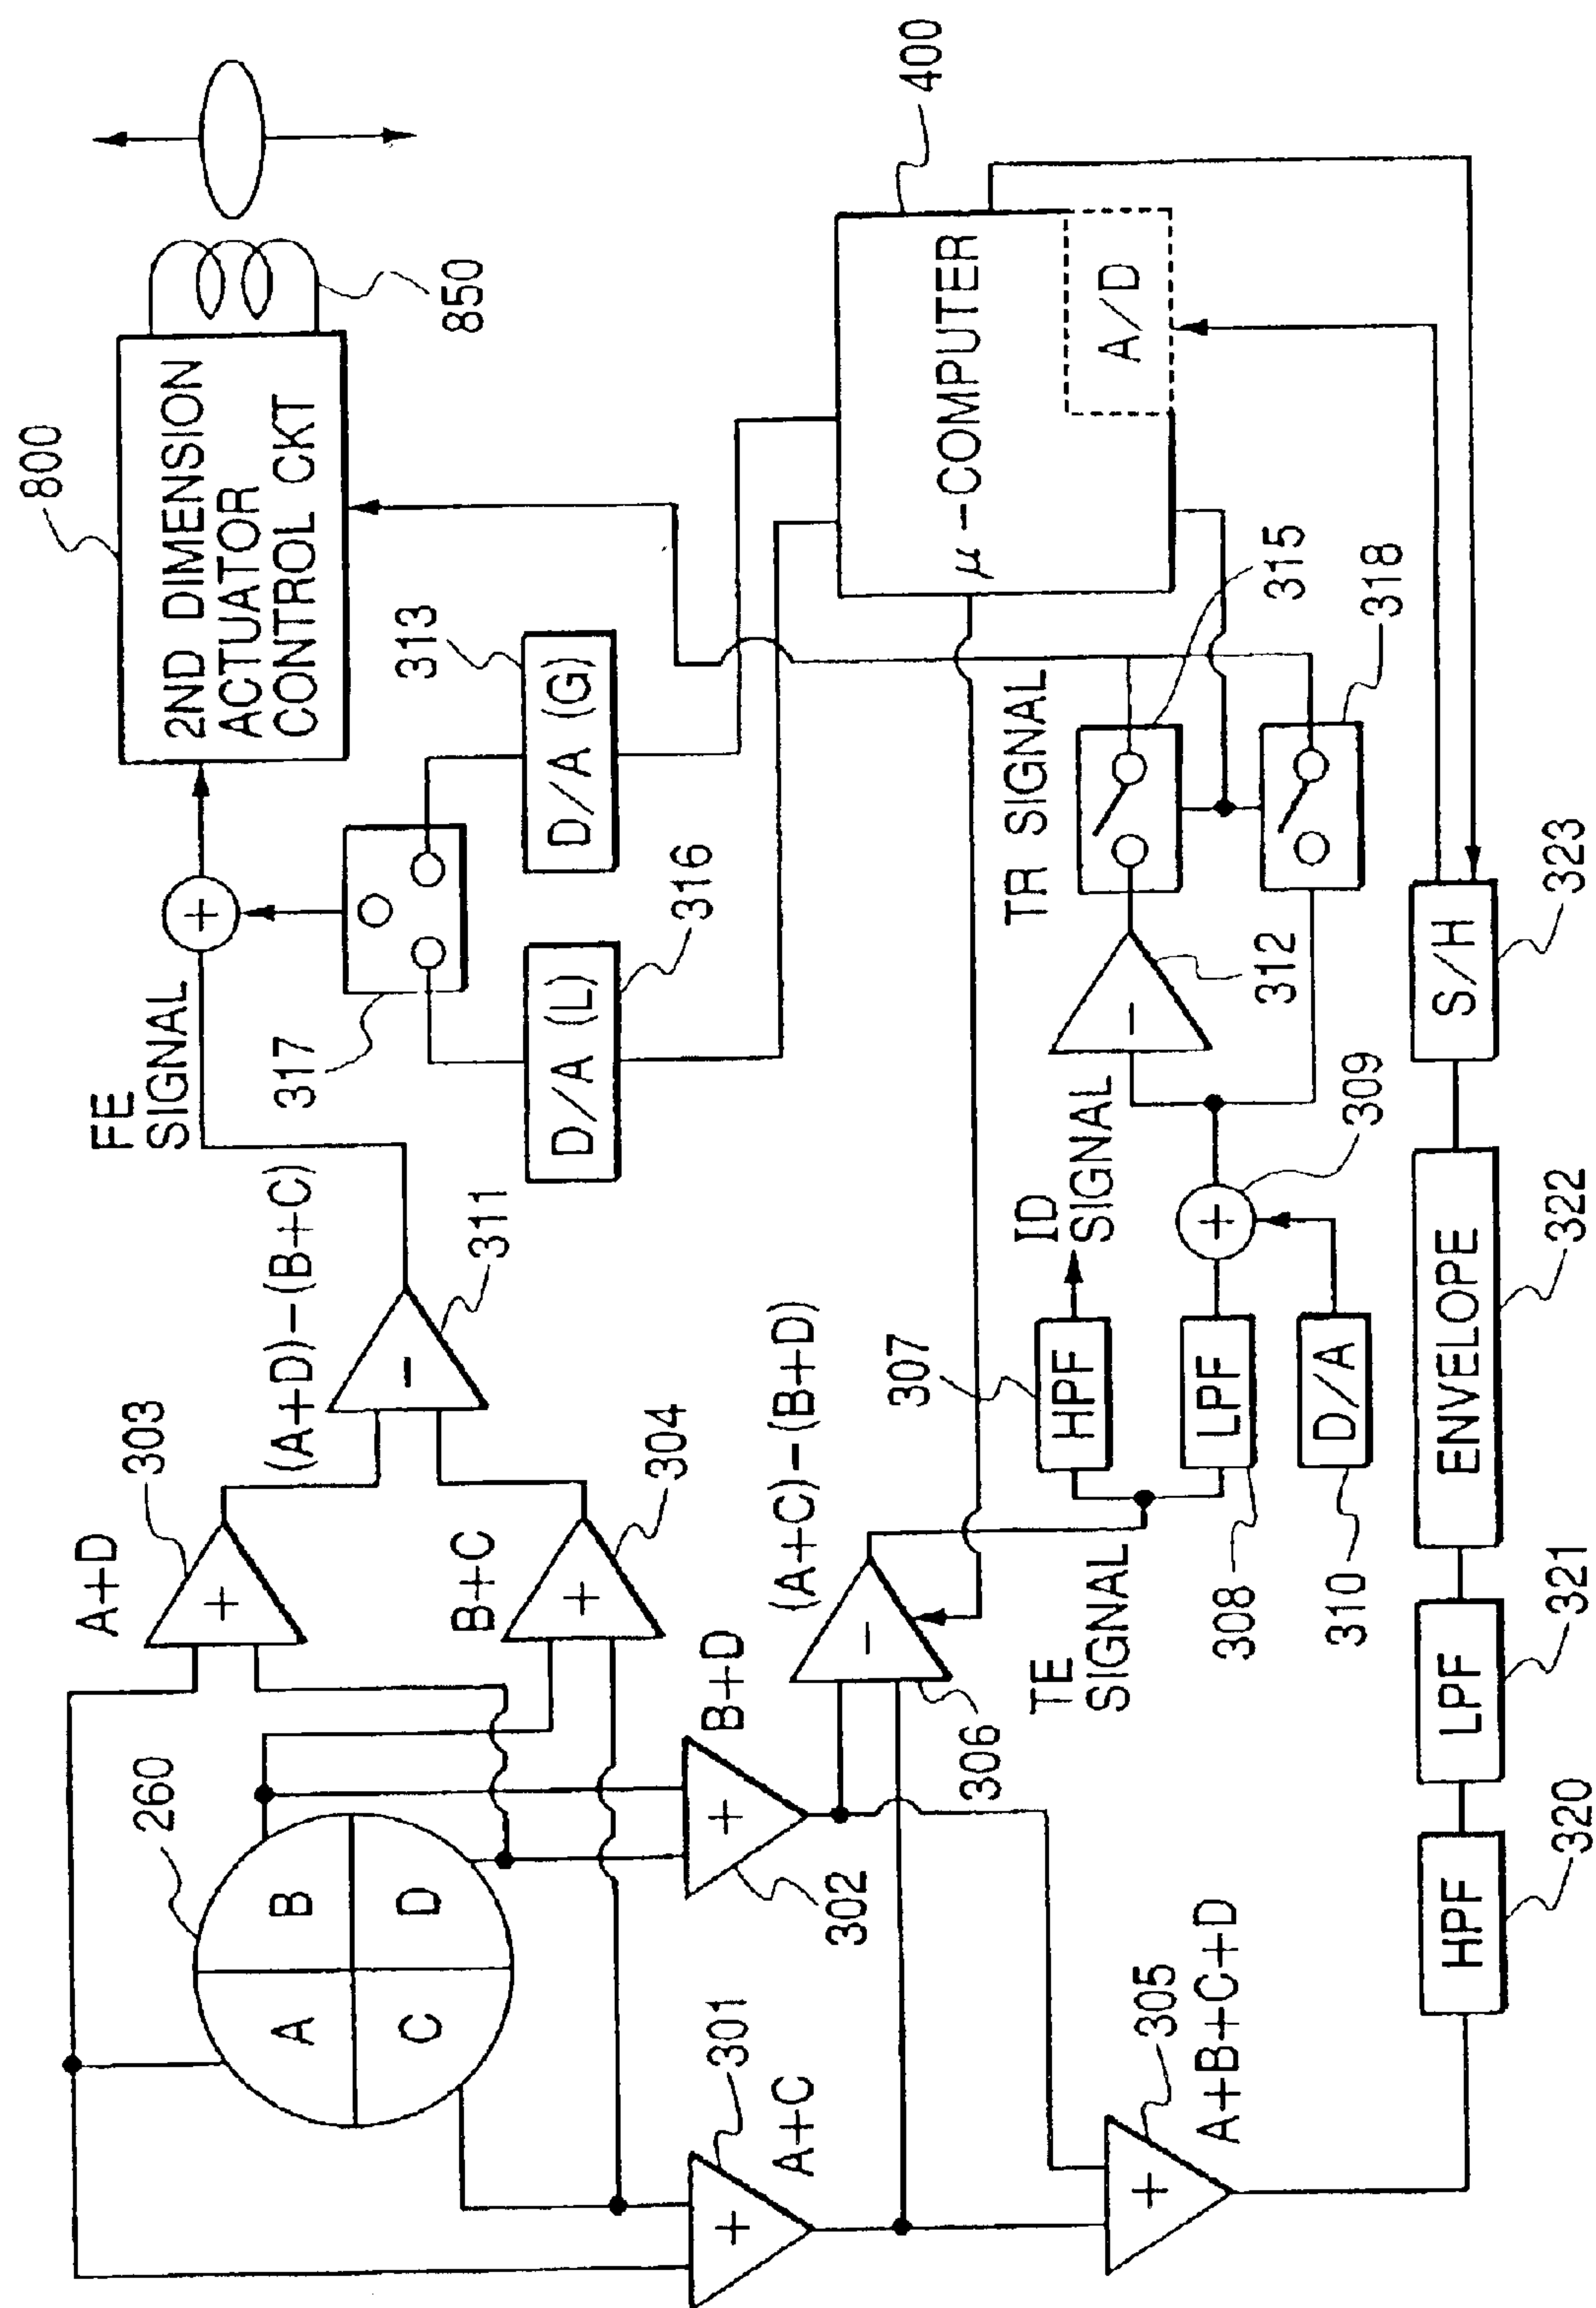 800
2ND DIMENSION
ACTUATOR
CONTROL CKT
850
FE
SIGNAL
+
317
313
D/A (G)
D/A (L)
316
400
μ-COMPUTER
A/D
(A+D)-(B+C)
-
311
A+D
303
+
B+C
304
+
260
A
B
C
D
B+D
+
302
A+C
301
+
(A+C)-(B+D)
-
306
TE
SIGNAL
307
HPF
ID
SIGNAL
LPF
308
+
309
D/A
310
-
312
TR SIGNAL
315
318
A+B+C+D
305
+
HPF
320
LPF
321
ENVELOPE
322
S/H
323